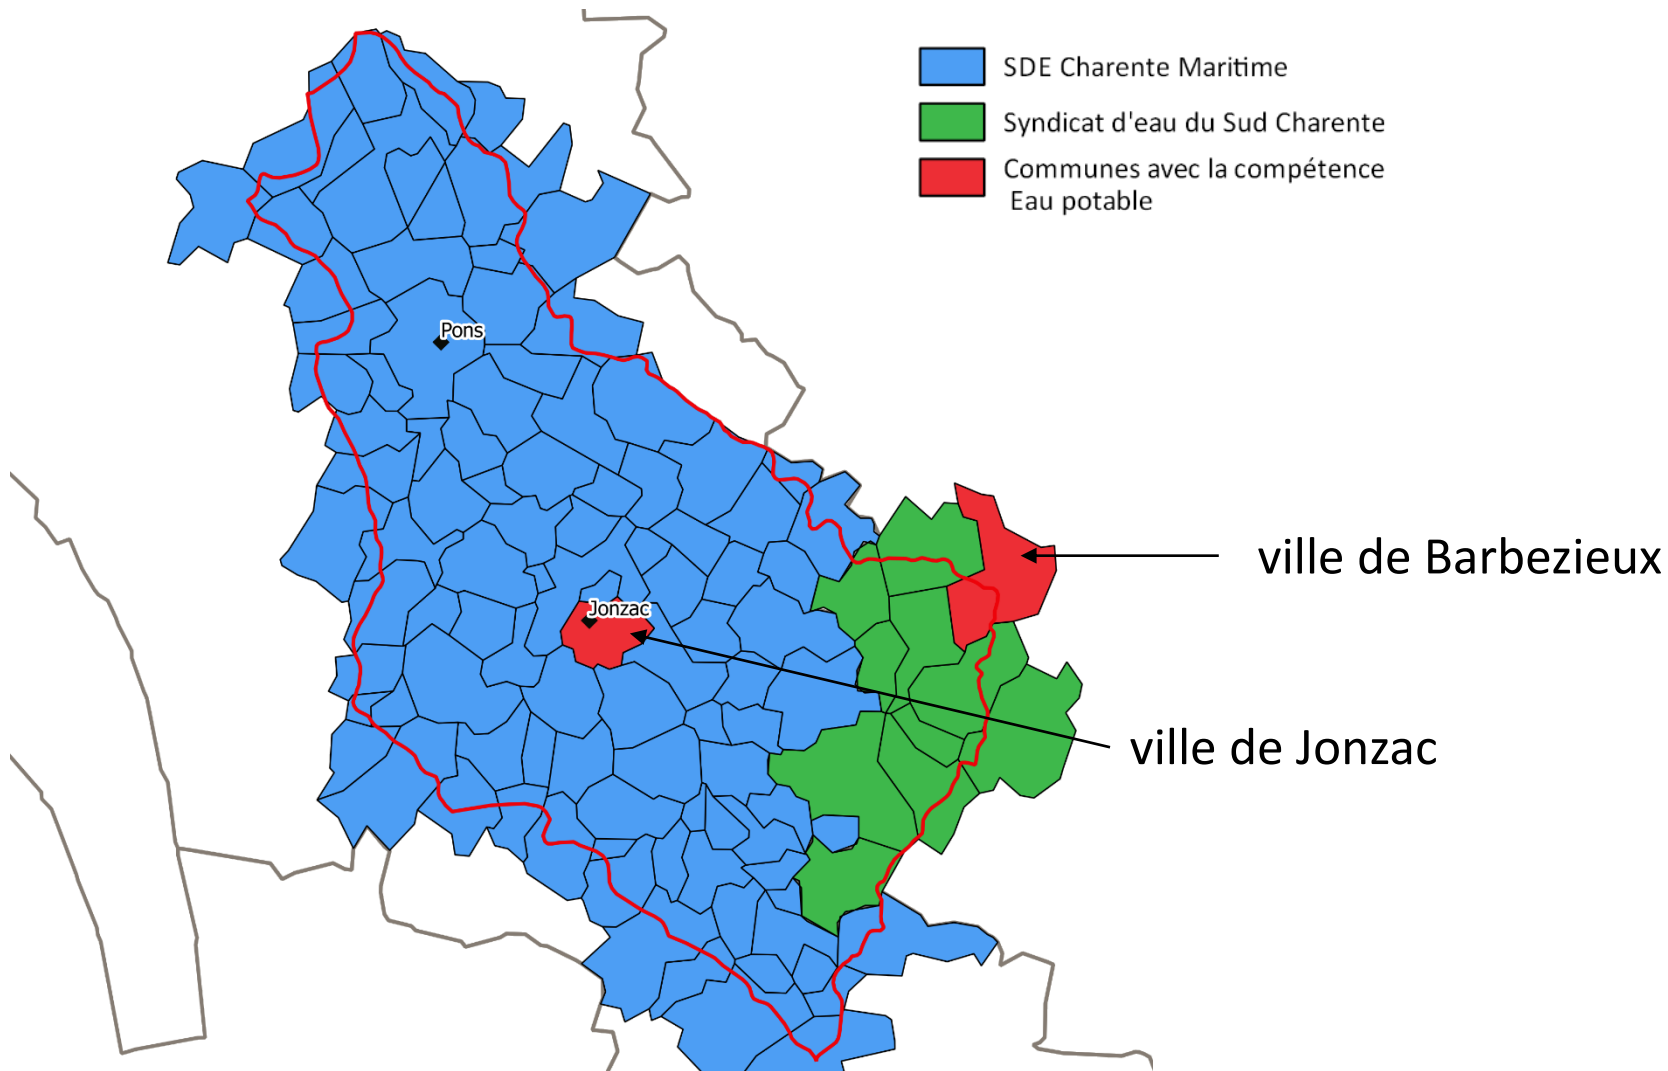 SDE Charente Maritime
Syndicat d'eau du Sud Charente
Communes avec la compétence
Eau potable
Pons
ville de Barbezieux
Jonzac
ville de Jonzac